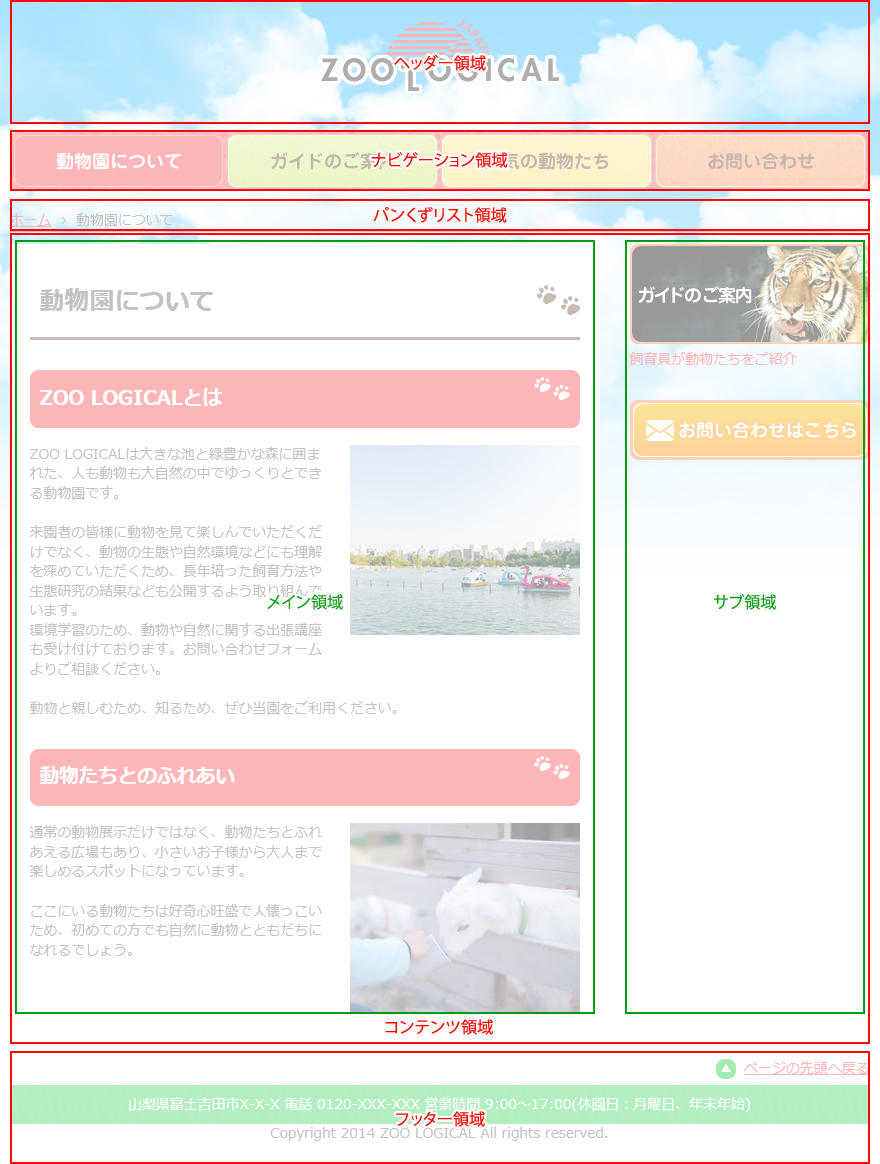 JAPAN
ZOO LOGICAL
ヘッダー領域
動物園について
ガイドのご案
ナビゲーション領域
気の動物たち
お問い合わせ
パンくずリスト領域
ホーム › 動物園について
動物園について
ZOO LOGICALとは
ZOO LOGICALは大きな池と緑豊かな森に囲ま
れた、人も動物も大自然の中でゆっくりとでき
る動物園です。
来園者の皆様に動物を見て楽しんでいただくだ
けでなく、動物の生態や自然環境などにも理解
を深めていただくため、長年培った飼育方法や
生態研究の結果なども公開するよう取り組んで
います。
環境学習のため、動物や自然に関する出張講座
も受け付けております。お問い合わせフォーム
よりご相談ください。
動物と親しむため、知るため、ぜひ当園をご利用ください。
メイン領域
動物たちとのふれあい
通常の動物展示だけではなく、動物たちとふれ
あえる広場もあり、小さいお子様から大人まで
楽しめるスポットになっています。
ここにいる動物たちは好奇心旺盛で人懐っこい
ため、初めての方でも自然に動物とともだちに
なれるでしょう。
ガイドのご案内
飼育員が動物たちをご紹介
お問い合わせはこちら
サブ領域
コンテンツ領域
ページの先頭へ戻る
山梨県富士吉田市X-X-X 電話 0120-XXX-XXX 営業時間 9:00～17:00(休園日：月曜日、年末年始)
フッター領域
Copyright 2014 ZOO LOGICAL All rights reserved.